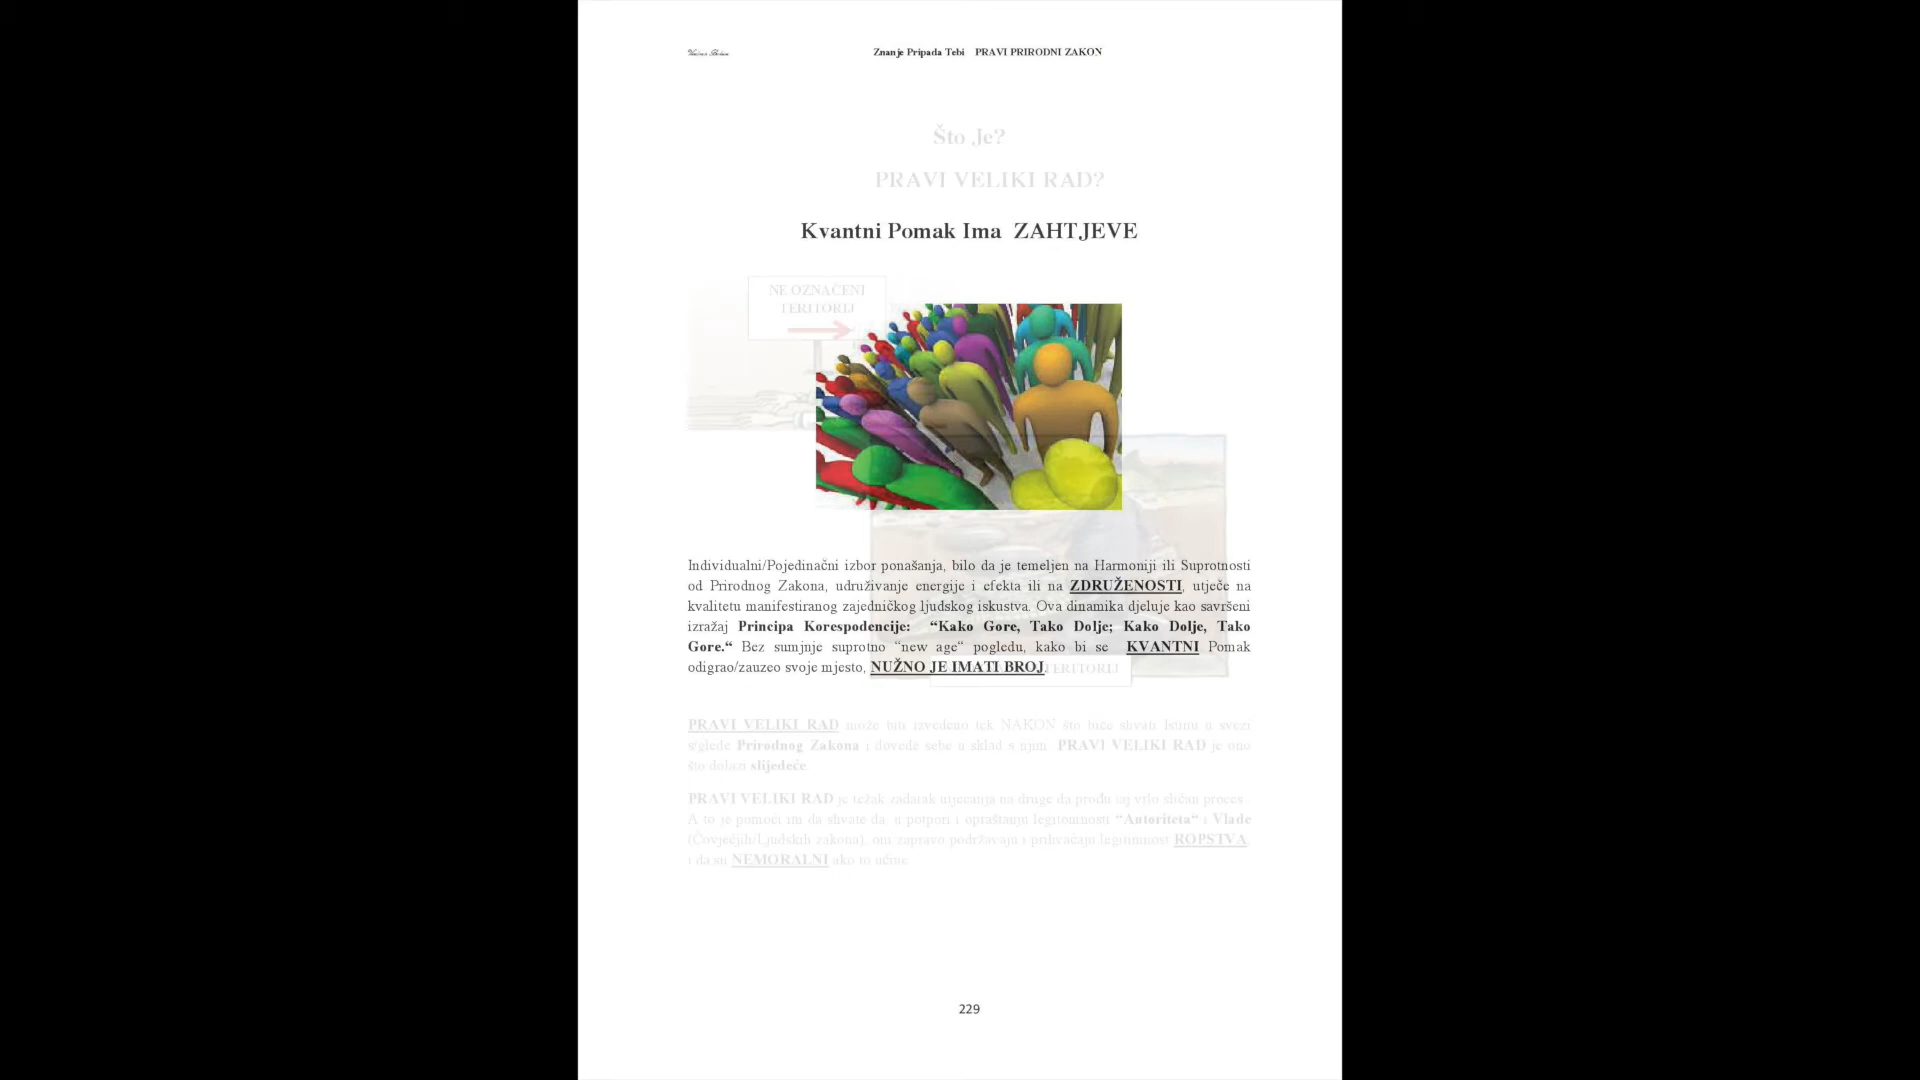 Znanje Pripada Tebi PRAVI PRIRODNI ZAKON
Što Je?
PRAVI VELIKI RAD?
Kvantni Pomak Ima ZAHTJEVE
NE OZNAČENI
TERITORIJ
Individualni/Pojedinačni izbor ponašanja, bilo da je temeljen na Harmoniji ili Suprotnosti
od Prirodnog Zakona, udruživanje energije i efekta ili na ZDRUŽENOSTI, utječe na
kvalitetu manifestiranog zajedničkog ljudskog iskustva. Ova dinamika djeluje kao savršeni
izražaj Principa Korespodencije: “Kako Gore, Tako Dolje; Kako Dolje, Tako
Gore.“ Bez sumjnje suprotno “new age“ pogledu, kako bi se KVANTNI Pomak
odigrao/zauzeo svoje mjesto, NUŽNO JE IMATI BROJ.
TERITORIJ
PRAVI VELIKI RAD može biti izvedeno tek NAKON što biće shvati Istinu u svezi
Prirodnog Zakona i dovede sebe u sklad s njim. PRAVI VELIKI RAD je ono
što dolazi slijedeće.
PRAVI VELIKI RAD je težak zadatak utjecanja na druge da prođu taj vrlo sličan proces.
A to je pomoći im da shvate da u potpori i opraštanju legitimnosti “Autoriteta“ i Vlade
(Čovječjih/Ljudskih zakona), oni zapravo podržavaju i prihvaćaju legitimnost ROPSTVA,
i da su NEMORALNI ako to učine.
229